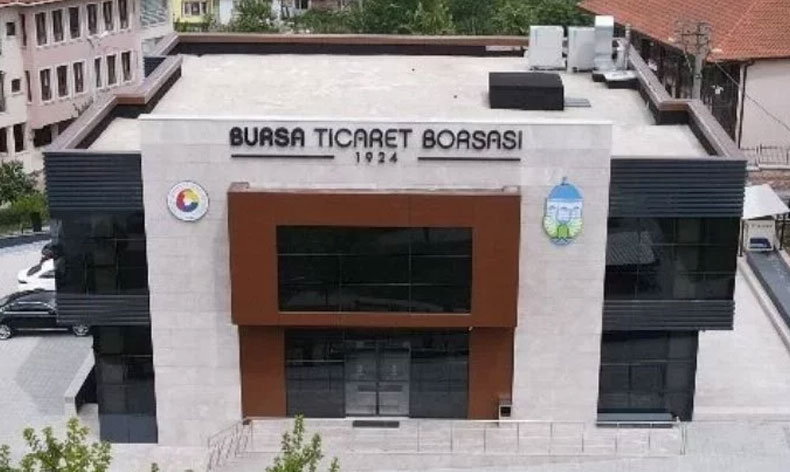 BURSA TİCARET BORSASI
1924